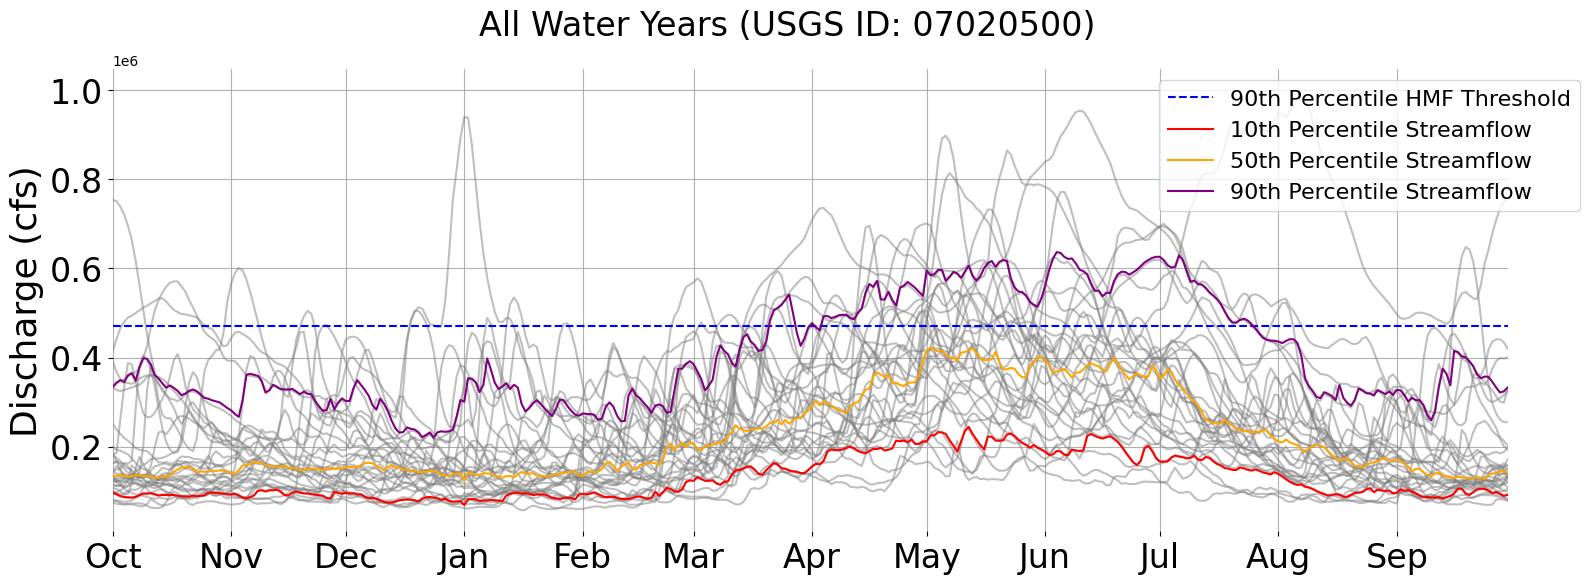 All Water Years (USGS ID: 07020500)
1e6
1.0
0.8
0.6
0.4
0.2
Discharge (cfs)
90th Percentile HMF Threshold
10th Percentile Streamflow
50th Percentile Streamflow
90th Percentile Streamflow
Oct Nov Dec Jan Feb Mar Apr May Jun Jul Aug Sep